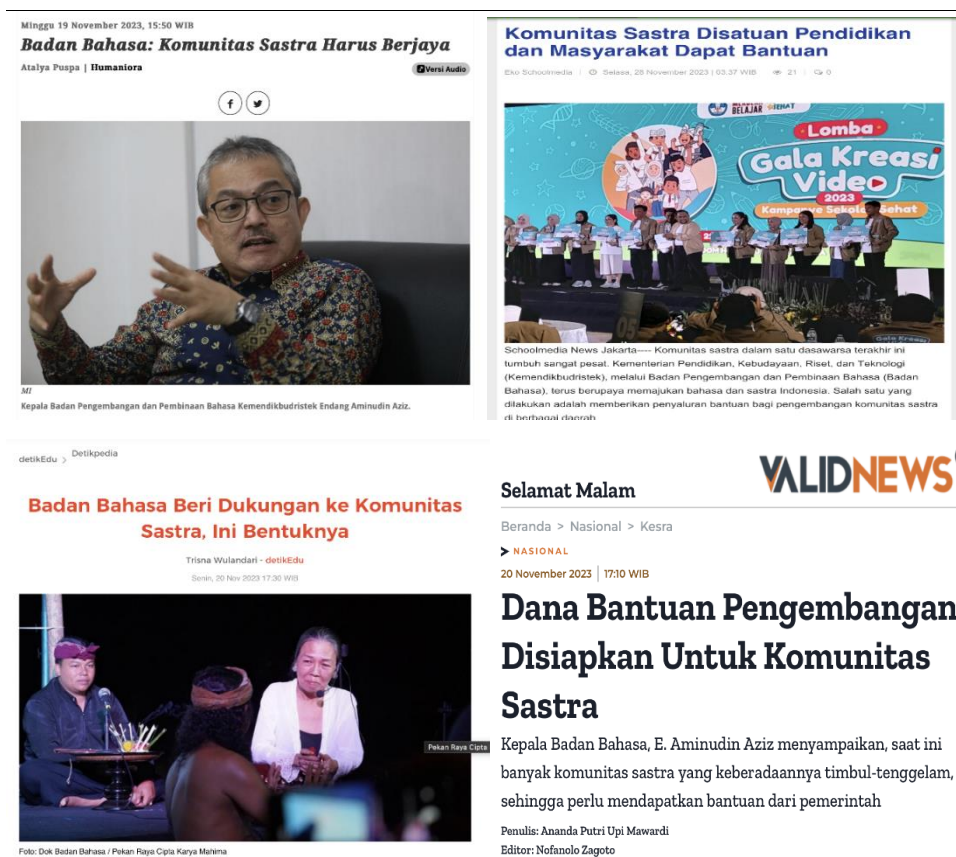 Minggu 19 November 2023, 15:50 WIB
Badan Bahasa: Komunitas Sastra Harus Berjaya
Atalya Puspa | Humaniora
Versi Audio
MI
Kepala Badan Pengembangan dan Pembinaan Bahasa Kemendikbudristek Endang Aminudin Aziz.
Komunitas Sastra Disatuan Pendidikan
dan Masyarakat Dapat Bantuan
Eko Schoolmedia | Selasa, 28 November 2023 | 03.37 WIB 21 | 0
BELAJAR SEHAT
Lomba
Gala Kreasi
Video
2023
Kampanye Sekolah Sehat
Schoolmedia News Jakarta---- Komunitas sastra dalam satu dasawarsa terakhir ini
tumbuh sangat pesat. Kementerian Pendidikan, Kebudayaan, Riset, dan Teknologi
(Kemendikbudristek), melalui Badan Pengembangan dan Pembinaan Bahasa (Badan
Bahasa), terus berupaya memajukan bahasa dan sastra Indonesia. Salah satu yang
dilakukan adalah memberikan penyaluran bantuan bagi pengembangan komunitas sastra
di berbagai daerah
detikEdu > Detikpedia
Badan Bahasa Beri Dukungan ke Komunitas
Sastra, Ini Bentuknya
Trisna Wulandari - detikEdu
Senin, 20 Nov 2023 17:30 WIB
Pekan Raya Cipta
Foto: Dok Badan Bahasa / Pekan Raya Cipta Karya Mahima
VALIDNEWS
Selamat Malam
Beranda > Nasional > Kesra
NASIONAL
20 November 2023 | 17:10 WIB
Dana Bantuan Pengembangan
Disiapkan Untuk Komunitas
Sastra
Kepala Badan Bahasa, E. Aminudin Aziz menyampaikan, saat ini
banyak komunitas sastra yang keberadaannya timbul-tenggelam,
sehingga perlu mendapatkan bantuan dari pemerintah
Penulis: Ananda Putri Upi Mawardi
Editor: Nofanolo Zagoto